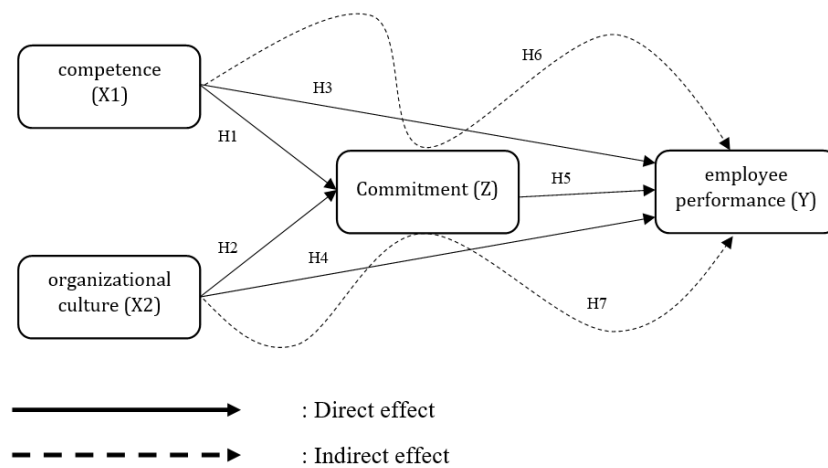 competence
(X1)
H6
H3
H1
Commitment (Z)
H5
employee
performance (Y)
H2
H4
organizational
culture (X2)
H7
: Direct effect
: Indirect effect